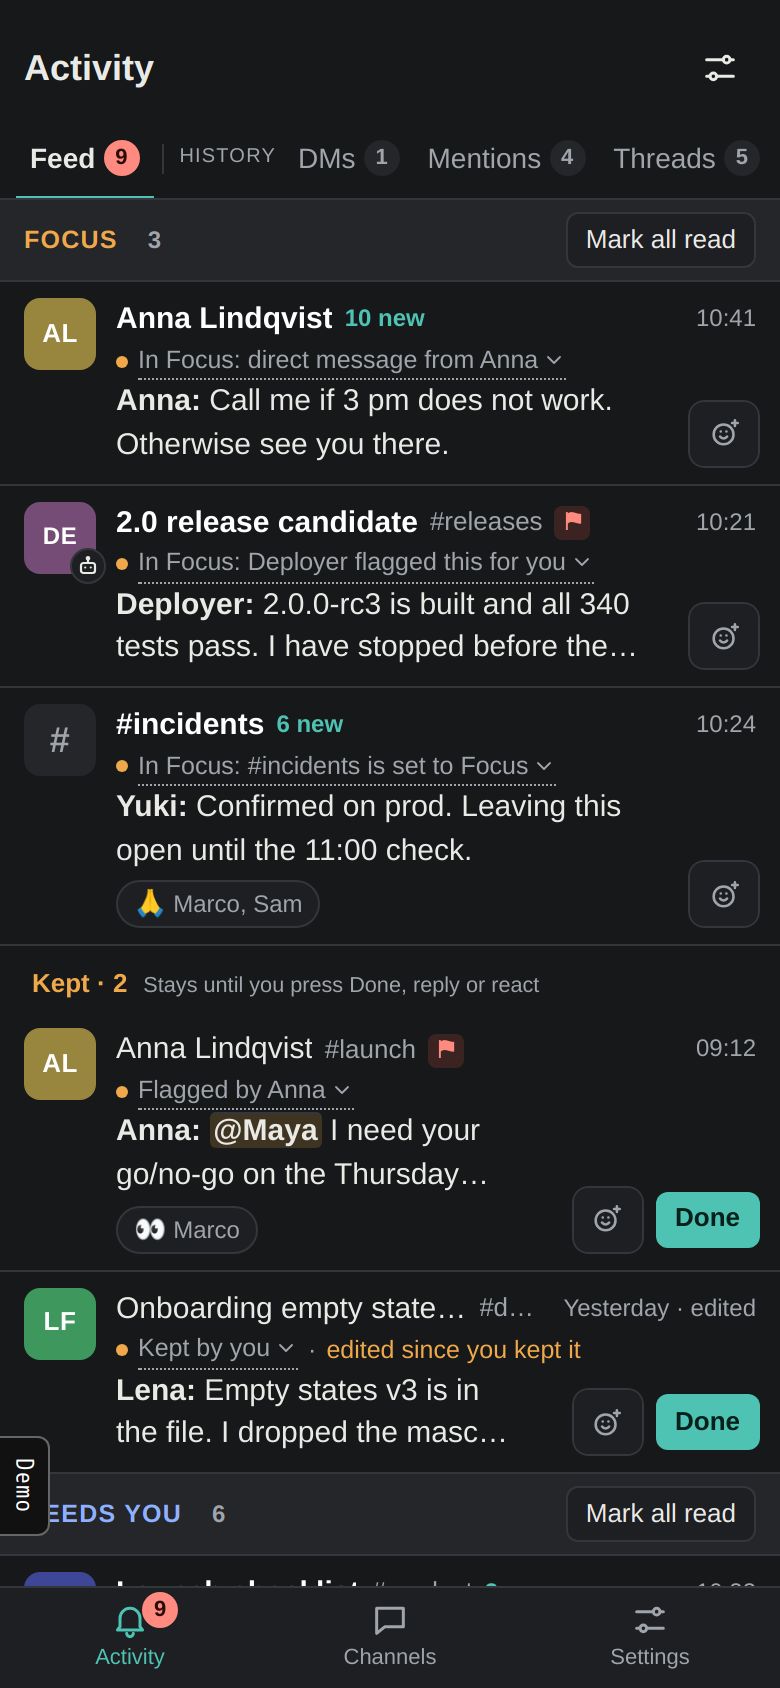 Activity
Feed 9 HISTORY DMs 1 Mentions 4 Threads 5
FOCUS 3 Mark all read
AL Anna Lindqvist 10 new 10:41
In Focus: direct message from Anna
Anna: Call me if 3 pm does not work.
Otherwise see you there.
DE 2.0 release candidate #releases 10:21
In Focus: Deployer flagged this for you
Deployer: 2.0.0-rc3 is built and all 340
tests pass. I have stopped before the…
# #incidents 6 new 10:24
In Focus: #incidents is set to Focus
Yuki: Confirmed on prod. Leaving this
open until the 11:00 check.
🙏 Marco, Sam
Kept · 2 Stays until you press Done, reply or react
AL Anna Lindqvist #launch 09:12
Flagged by Anna
Anna: @Maya I need your
go/no-go on the Thursday…
👀 Marco Done
LF Onboarding empty state… #d… Yesterday · edited
Kept by you · edited since you kept it
Lena: Empty states v3 is in
the file. I dropped the masc… Done
Demo
EEDS YOU 6 Mark all read
9
Activity Channels Settings